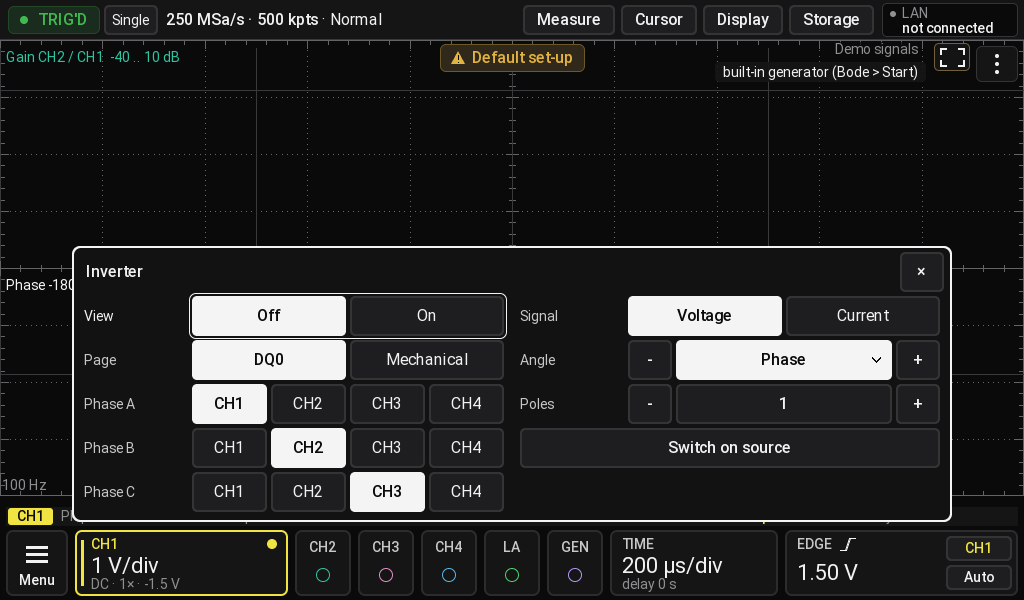 TRIG'D
Single
250 MSa/s · 500 kpts · Normal
Measure
Cursor
Display
Storage
LAN
not connected
Gain CH2 / CH1 -40 .. 10 dB
Default set-up
Demo signals
built-in generator (Bode > Start)
Inverter
×
View
Off
On
Signal
Voltage
Current
Phase -180
Page
DQ0
Mechanical
Angle
-
Phase
+
Phase A
CH1
CH2
CH3
CH4
Poles
-
1
+
Phase B
CH1
CH2
CH3
CH4
Switch on source
100 Hz
Phase C
CH1
CH2
CH3
CH4
CH1
Menu
CH1
1 V/div
DC · 1× · -1.5 V
CH2
CH3
CH4
LA
GEN
TIME
200 µs/div
delay 0 s
EDGE
1.50 V
CH1
Auto